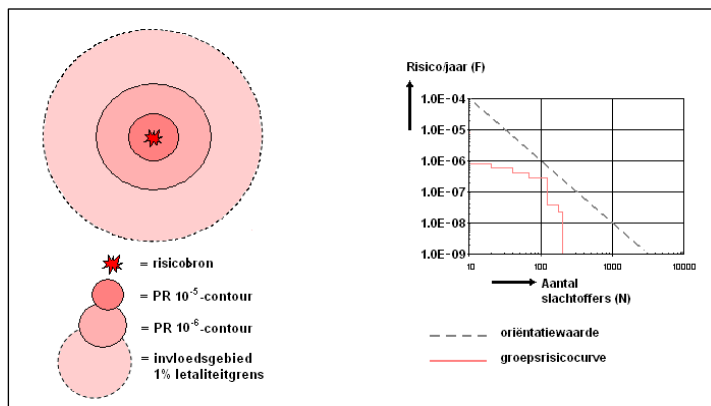 = risicobron
= PR 10⁻⁵-contour
= PR 10⁻⁶-contour
= invloedsgebied
1% letaliteitgrens
Risico/jaar (F)
1.0E-04
1.0E-05
1.0E-06
1.0E-07
1.0E-08
1.0E-09
10 100 1000 10000
Aantal
slachtoffers (N)
oriëntatiewaarde
groepsrisicocurve